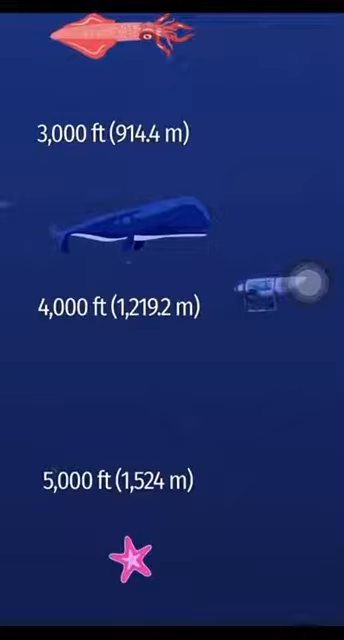 3,000 ft (914.4 m)
4,000 ft (1,219.2 m)
5,000 ft (1,524 m)